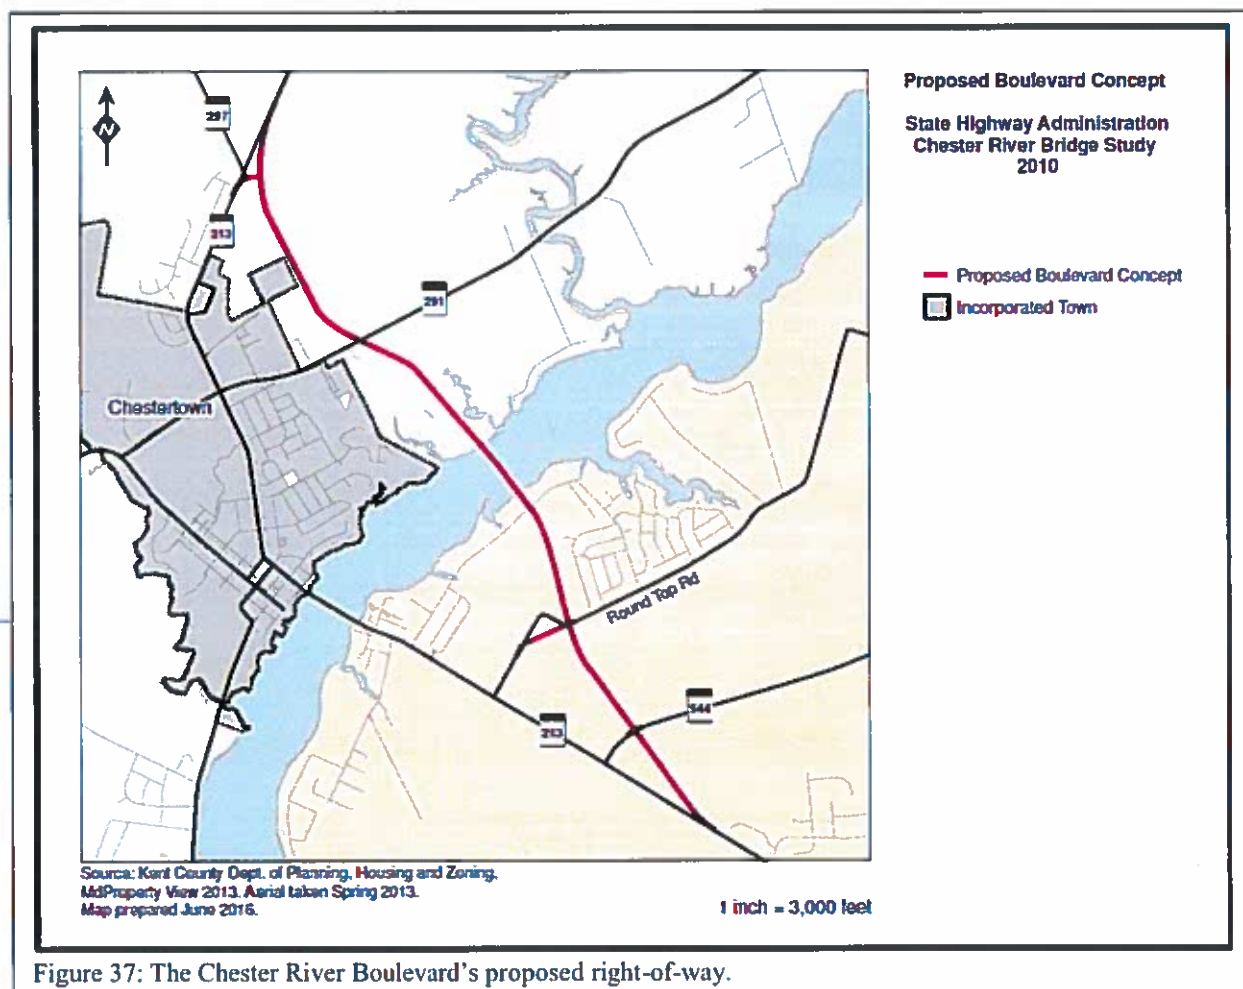 Proposed Boulevard Concept
State Highway Administration
Chester River Bridge Study
2010
Proposed Boulevard Concept
Incorporated Town
N
297
213
291
Chestertown
Round Top Rd
544
213
Source: Kent County Dept. of Planning, Housing and Zoning,
MdProperty View 2013. Aerial taken Spring 2013.
Map prepared June 2016.
1 inch = 3,000 feet
Figure 37: The Chester River Boulevard's proposed right-of-way.